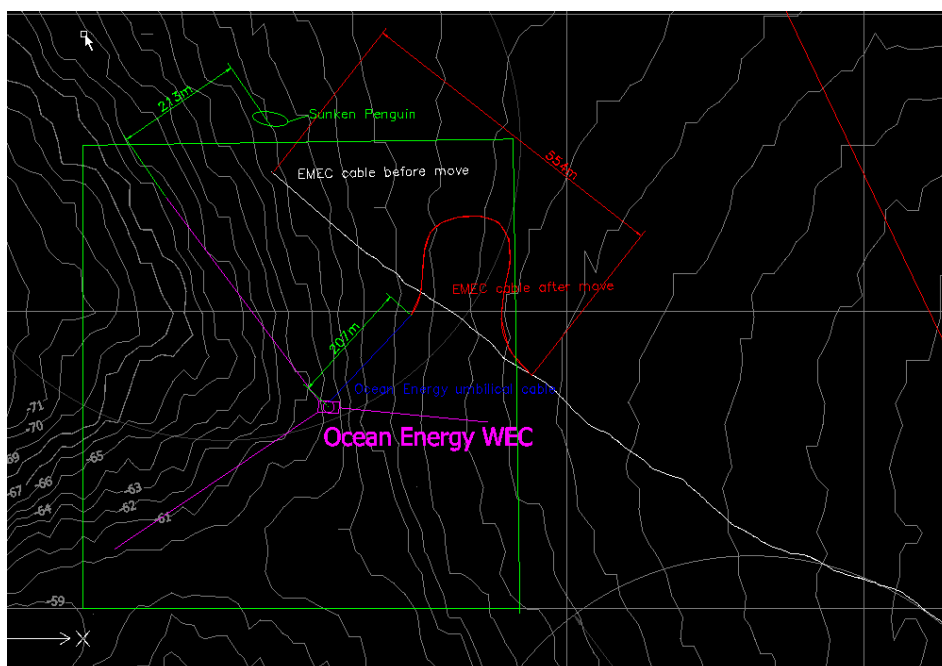 213m
Sunken Penguin
554m
EMEC cable before move
EMEC cable after move
207m
Ocean Energy umbilical cable
Ocean Energy WEC
-71
-70
-69
-65
-66
-67
-63
-64
-62
-61
-59
X